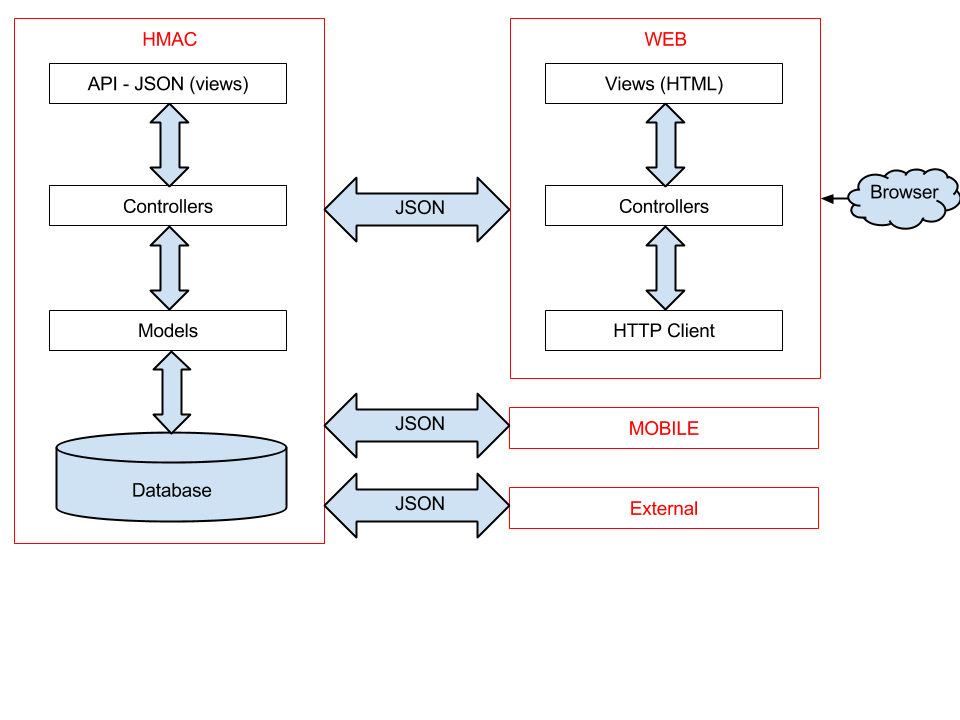 HMAC
API - JSON (views)
Controllers
Models
Database
JSON
JSON
JSON
WEB
Views (HTML)
Controllers
HTTP Client
MOBILE
External
Browser